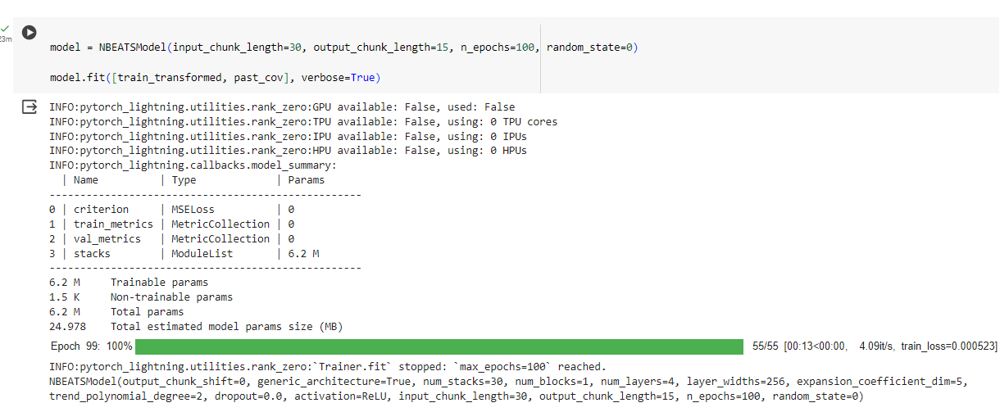 23m
model = NBEATSModel(input_chunk_length=30, output_chunk_length=15, n_epochs=100, random_state=0)
model.fit([train_transformed, past_cov], verbose=True)
INFO:pytorch_lightning.utilities.rank_zero:GPU available: False, used: False
INFO:pytorch_lightning.utilities.rank_zero:TPU available: False, using: 0 TPU cores
INFO:pytorch_lightning.utilities.rank_zero:IPU available: False, using: 0 IPUs
INFO:pytorch_lightning.utilities.rank_zero:HPU available: False, using: 0 HPUs
INFO:pytorch_lightning.callbacks.model_summary:
  | Name          | Type             | Params
---------------------------------------------------
0 | criterion     | MSELoss          | 0
1 | train_metrics | MetricCollection | 0
2 | val_metrics   | MetricCollection | 0
3 | stacks        | ModuleList       | 6.2 M
---------------------------------------------------
6.2 M     Trainable params
1.5 K     Non-trainable params
6.2 M     Total params
24.978    Total estimated model params size (MB)
Epoch 99: 100% 55/55 [00:13<00:00, 4.09it/s, train_loss=0.000523]
INFO:pytorch_lightning.utilities.rank_zero:`Trainer.fit` stopped: `max_epochs=100` reached.
NBEATSModel(output_chunk_shift=0, generic_architecture=True, num_stacks=30, num_blocks=1, num_layers=4, layer_widths=256, expansion_coefficient_dim=5,
trend_polynomial_degree=2, dropout=0.0, activation=ReLU, input_chunk_length=30, output_chunk_length=15, n_epochs=100, random_state=0)